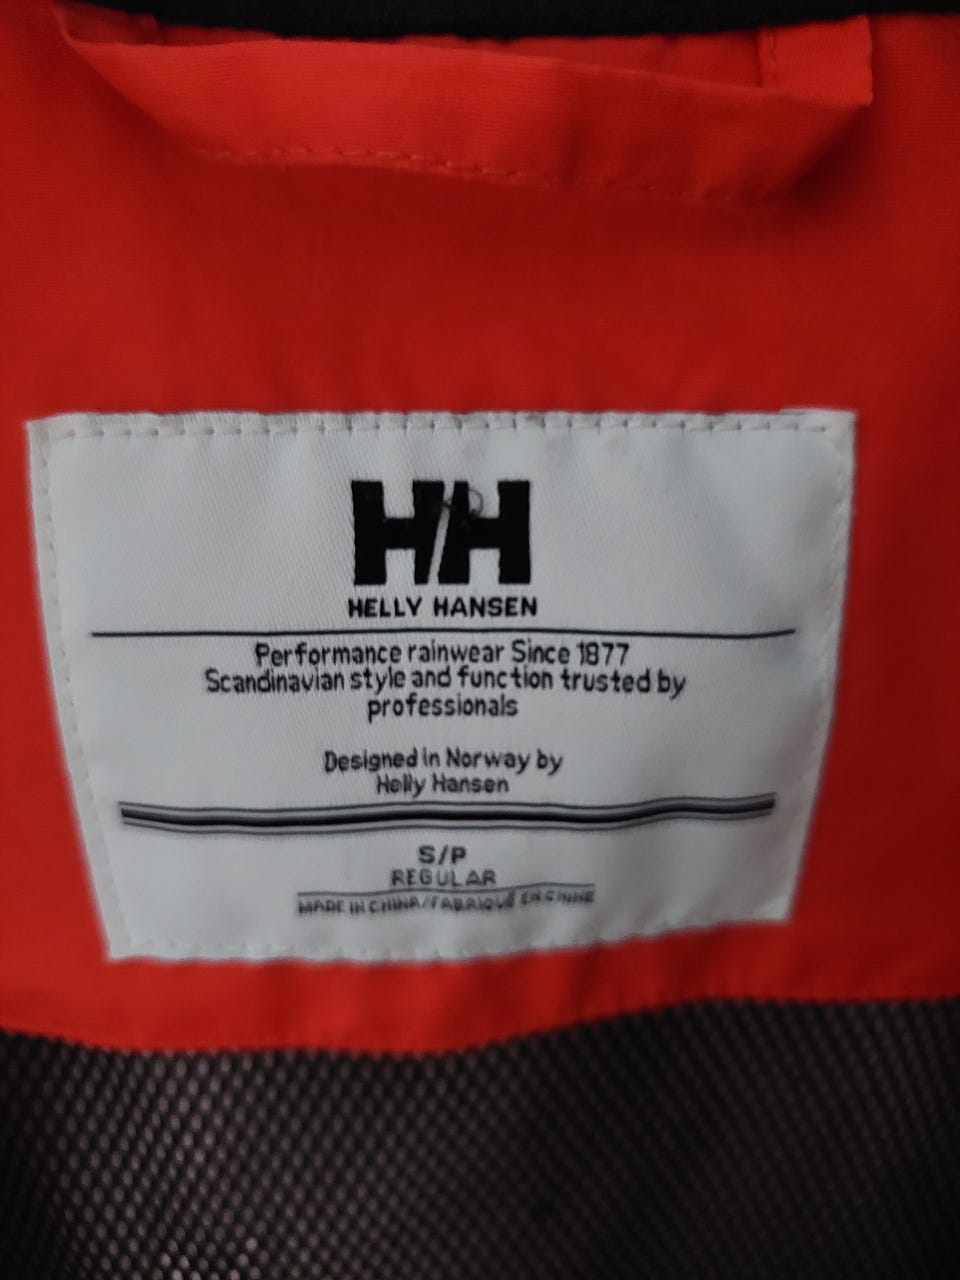 HH
HELLY HANSEN
Performance rainwear Since 1877
Scandinavian style and function trusted by
professionals
Designed in Norway by
Helly Hansen
S/P
REGULAR
MADE IN CHINA/FABRIQUÉ EN CHINE